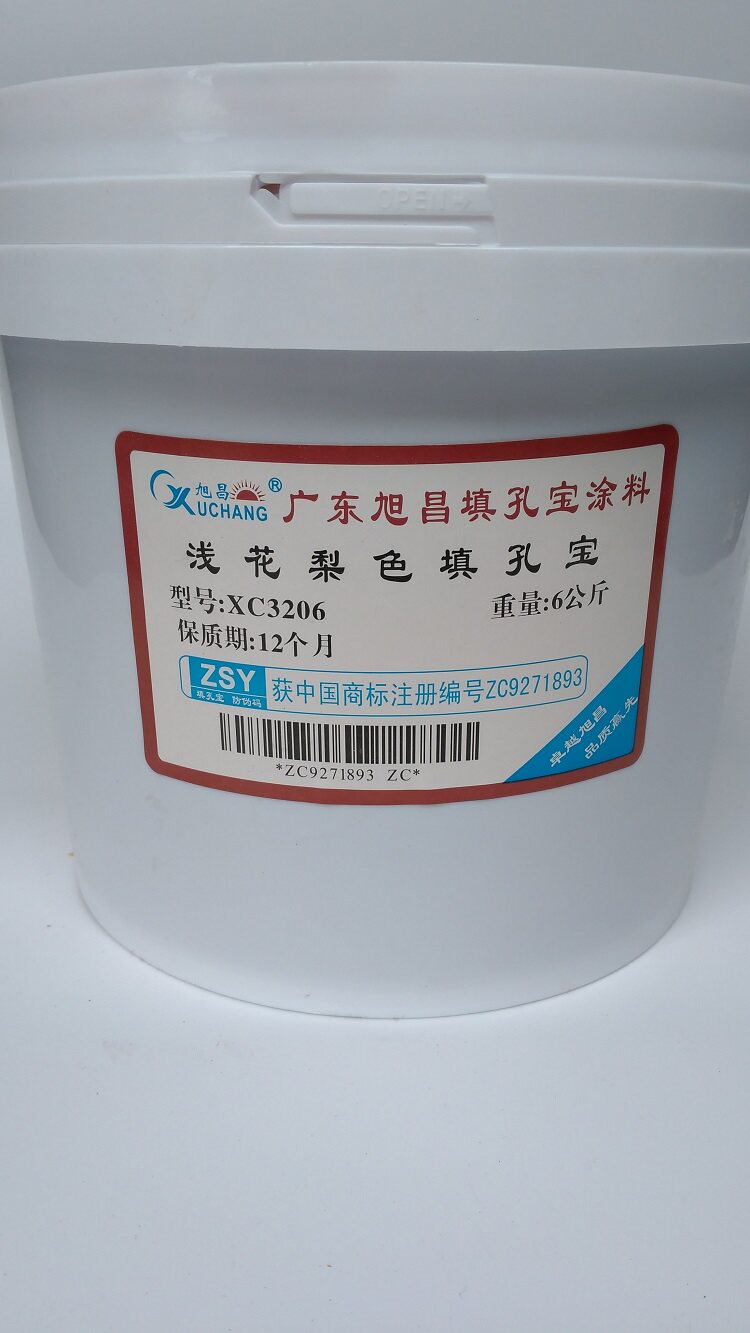 OPEN→
旭昌
XUCHANG ® 广东旭昌填孔宝涂料
浅花梨色填孔宝
型号:XC3206 重量:6公斤
保质期:12个月
ZSY
填孔宝 防伪码
获中国商标注册编号ZC9271893
*ZC9271893 ZC*
卓越旭昌
品质赢先